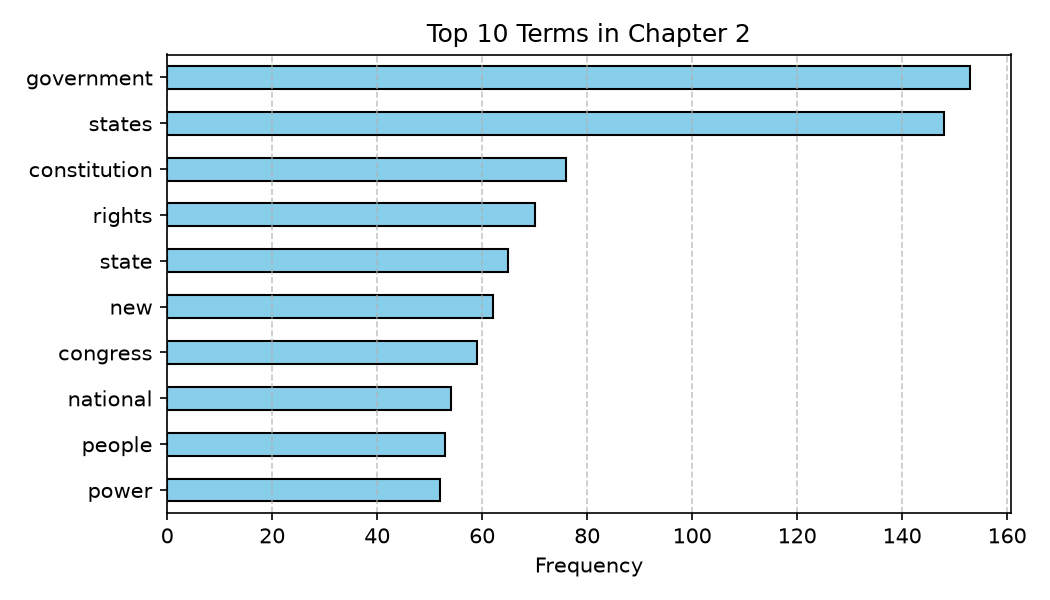 Top 10 Terms in Chapter 2
government
states
constitution
rights
state
new
congress
national
people
power
0 20 40 60 80 100 120 140 160
Frequency